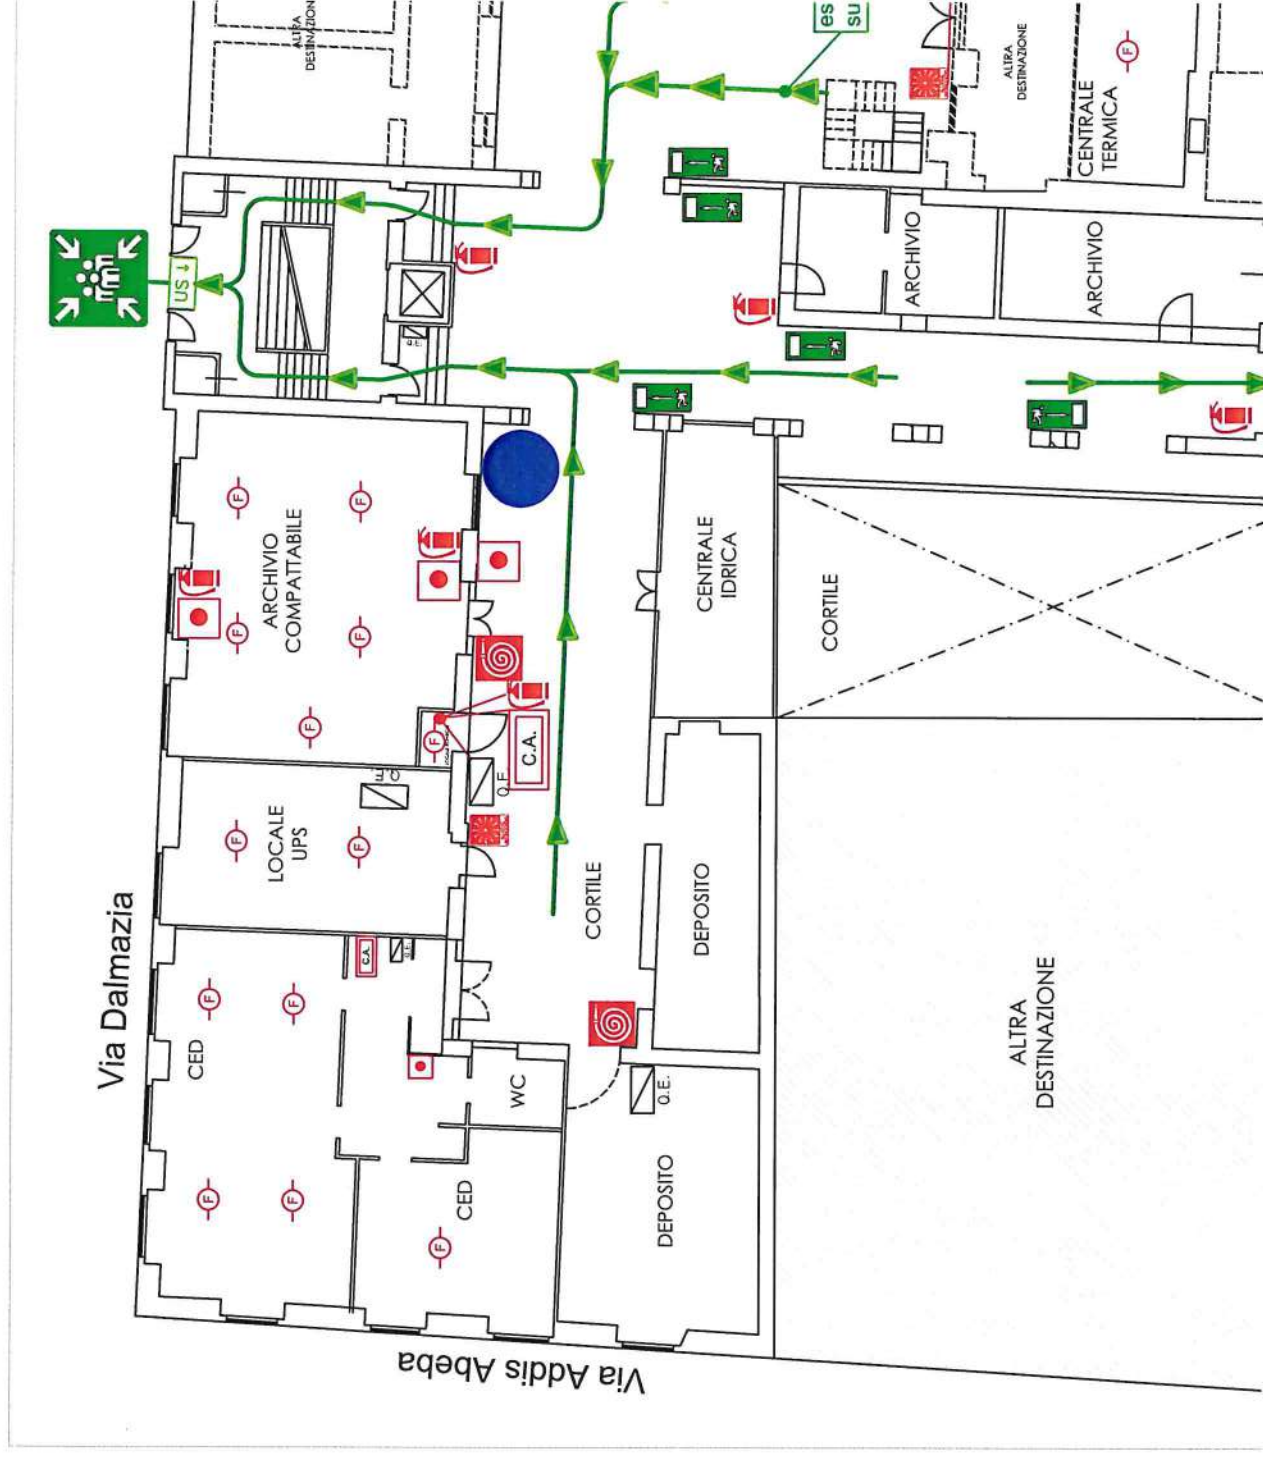 ALTRA
DESTINAZIONE
es
su
ALTRA
DESTINAZIONE
F
CENTRALE
TERMICA
US
ARCHIVIO
ARCHIVIO
Q.E.
F
F
ARCHIVIO
COMPATTABILE
F
F
F
F
CENTRALE
IDRICA
CORTILE
C.A.
Q.E.
LOCALE
UPS
F
F
CORTILE
DEPOSITO
Via Dalmazia
CED
F
F
C.A.
Q.E.
F
F
WC
CED
F
Q.E.
DEPOSITO
ALTRA
DESTINAZIONE
Via Addis Abeba